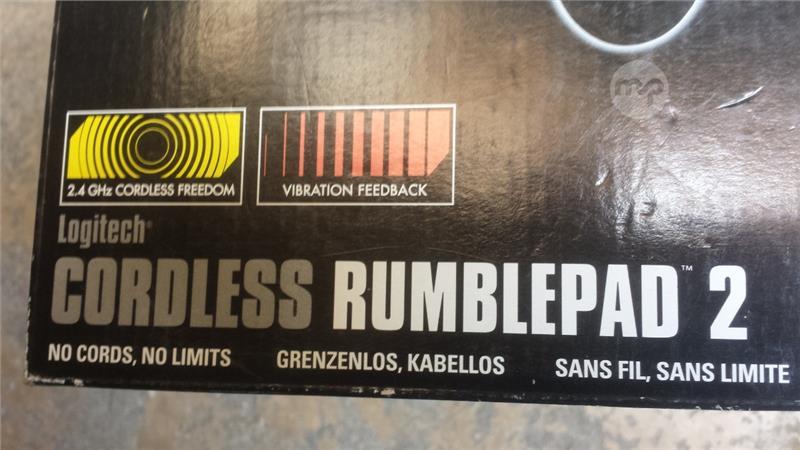 2.4 GHz CORDLESS FREEDOM
VIBRATION FEEDBACK
Logitech
CORDLESS RUMBLEPAD™ 2
NO CORDS, NO LIMITS
GRENZENLOS, KABELLOS
SANS FIL, SANS LIMITE